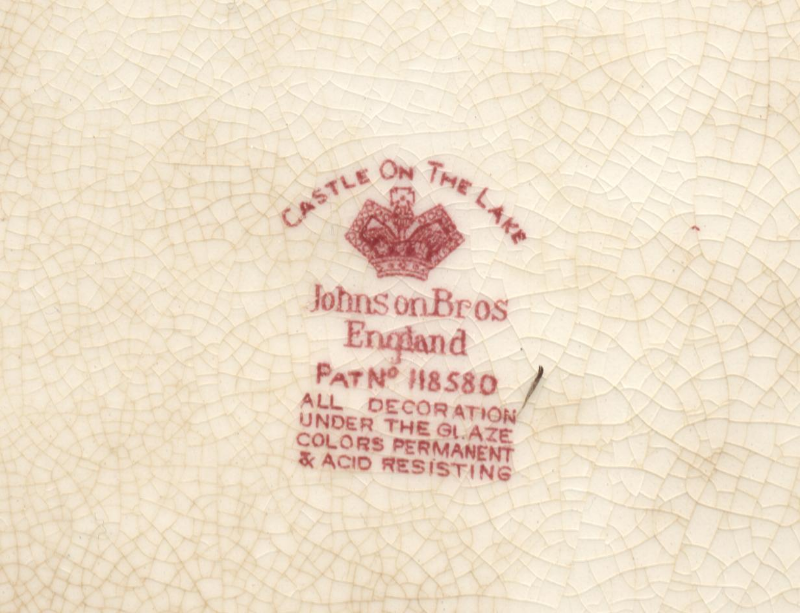 CASTLE ON THE LAKE
Johnson Bros
England
PAT Nº 118580
ALL DECORATION
UNDER THE GLAZE
COLORS PERMANENT
& ACID RESISTING